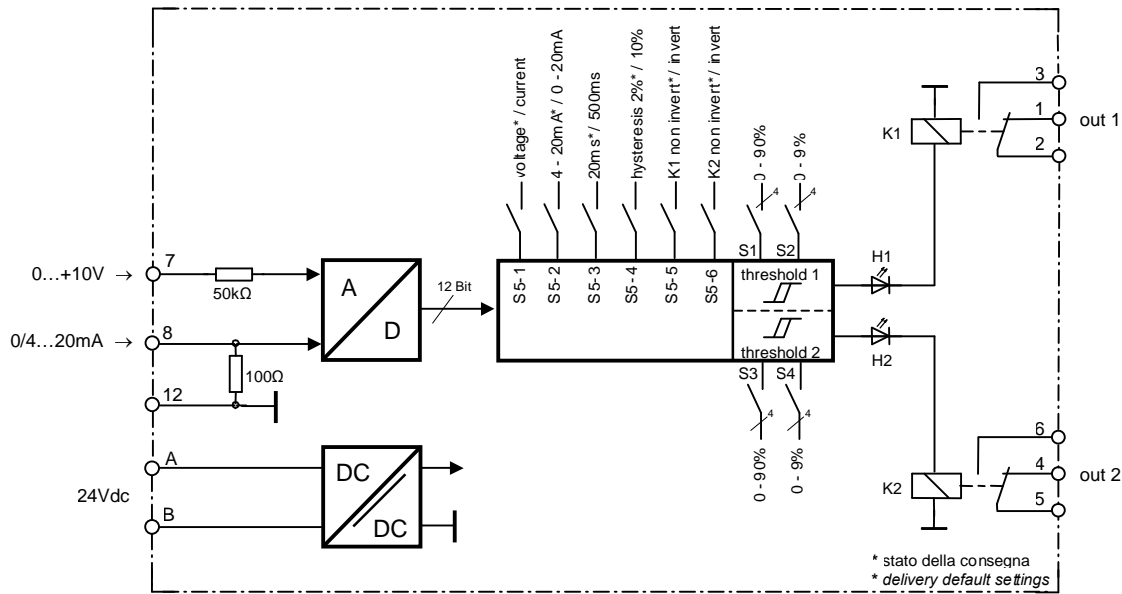 voltage* / current
4 - 20mA* / 0 - 20mA
20ms* / 500ms
hysteresis 2%* / 10%
K1 non invert* / invert
K2 non invert* / invert
0 - 90%
0 - 9%
4
4
S5-1
S5-2
S5-3
S5-4
S5-5
S5-6
S1
S2
threshold 1
threshold 2
S3
S4
4
4
0 - 90%
0 - 9%
0...+10V →
7
50kΩ
0/4...20mA →
8
100Ω
12
A
D
12 Bit
24Vdc
A
B
DC
DC
H1
H2
K1
3
1
2
out 1
K2
6
4
5
out 2
* stato della consegna
* delivery default settings